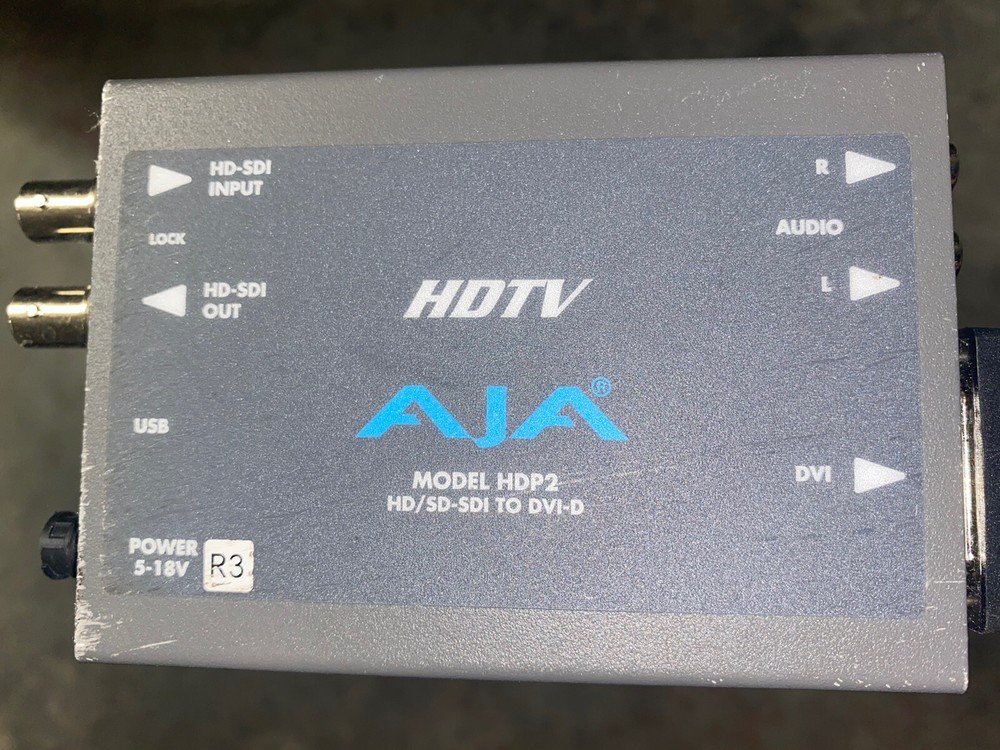 HD-SDI
INPUT
LOCK
HD-SDI
OUT
USB
POWER
5-18V
R3
HDTV
AJA®
MODEL HDP2
HD/SD-SDI TO DVI-D
R
AUDIO
L
DVI